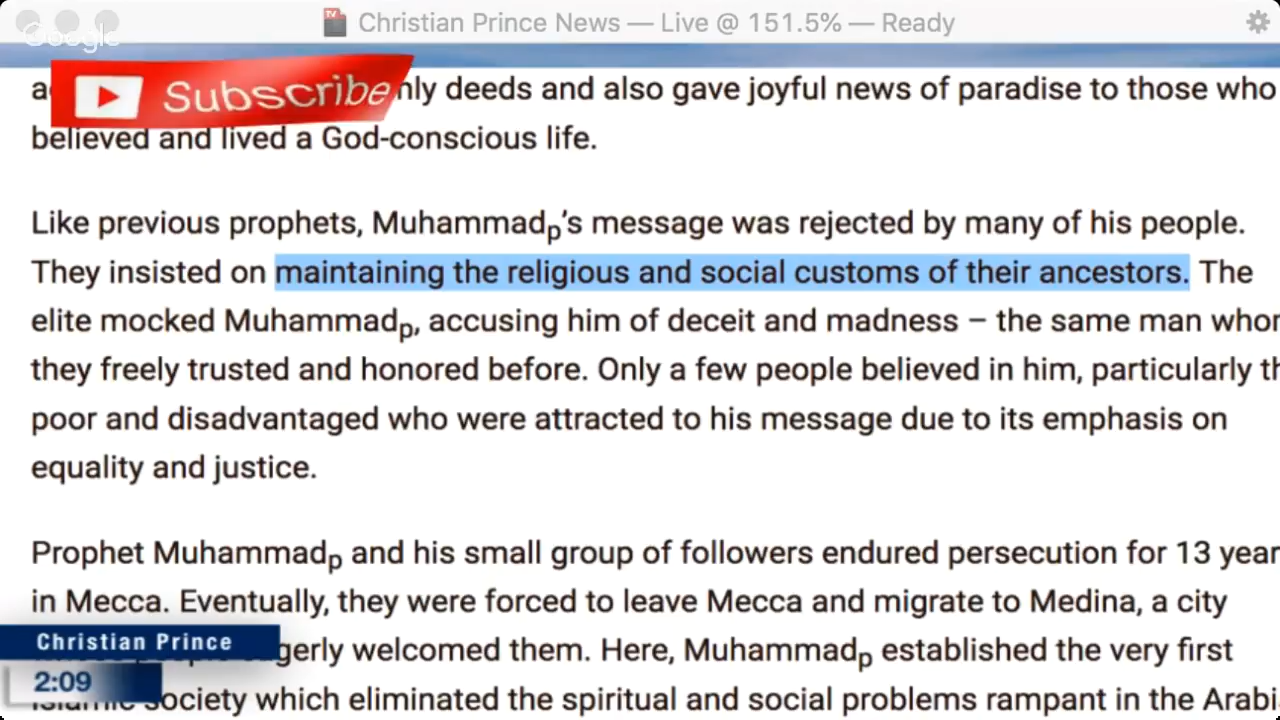 Christian Prince News — Live @ 151.5% — Ready
Google
Subscribe
deeds and also gave joyful news of paradise to those who
believed and lived a God-conscious life.
Like previous prophets, Muhammadp's message was rejected by many of his people.
They insisted on maintaining the religious and social customs of their ancestors. The
elite mocked Muhammadp, accusing him of deceit and madness – the same man whom
they freely trusted and honored before. Only a few people believed in him, particularly th
poor and disadvantaged who were attracted to his message due to its emphasis on
equality and justice.
Prophet Muhammadp and his small group of followers endured persecution for 13 year
in Mecca. Eventually, they were forced to leave Mecca and migrate to Medina, a city
Christian Prince
gerly welcomed them. Here, Muhammadp established the very first
2:09
society which eliminated the spiritual and social problems rampant in the Arabi